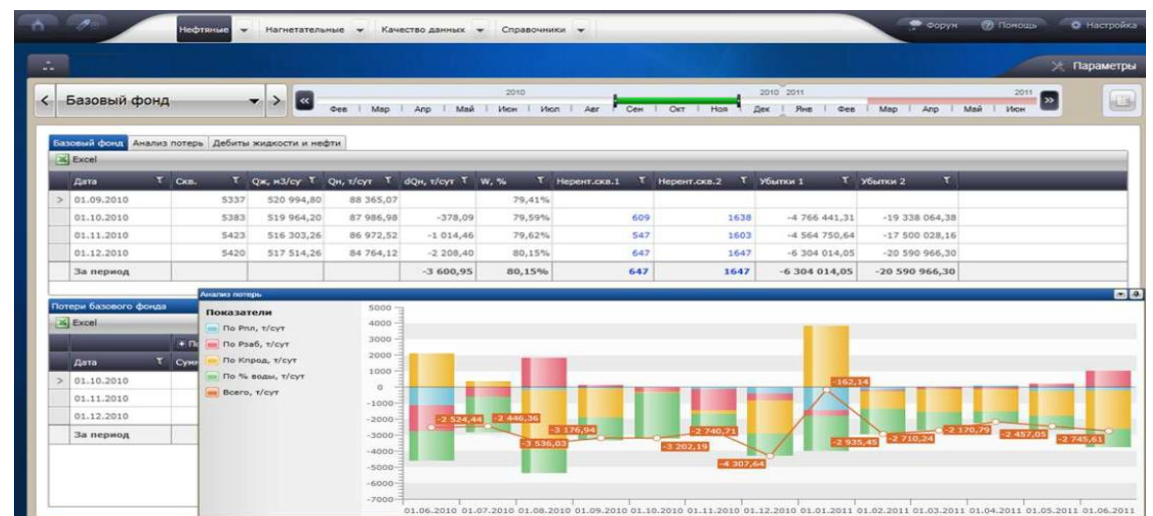 Нефтяные Нагнетательные Качество данных Справочники Форум Помощь Настройка
Параметры
Базовый фонд
2010 2010 2011 2011
Фев Мар Апр Май Июн Июл Авг Сен Окт Ноя Дек Янв Фев Мар Апр Май Июн
Базовый фонд Анализ потерь Дебиты жидкости и нефти
Excel
Дата Скв. Qж, м3/су Qн, т/сут dQн, т/сут W, % Нерент.скв.1 Нерент.скв.2 Убытки 1 Убытки 2
01.09.2010 5337 520 994,80 88 365,07 79,41%
01.10.2010 5383 519 964,20 87 986,98 -378,09 79,59% 609 1638 -4 766 441,31 -19 338 064,38
01.11.2010 5423 516 303,26 86 972,52 -1 014,46 79,62% 547 1603 -4 564 750,64 -17 500 028,16
01.12.2010 5420 517 514,26 84 764,12 -2 208,40 80,15% 647 1647 -6 304 014,05 -20 590 966,30
За период -3 600,95 80,15% 647 1647 -6 304 014,05 -20 590 966,30
Потери базового фонда
Excel
Дата
01.10.2010
01.11.2010
01.12.2010
За период
Анализ потерь
Показатели
По Рпл, т/сут
По Рзаб, т/сут
По Кпрод, т/сут
По % воды, т/сут
Всего, т/сут
5000
4000
3000
2000
1000
0
-1000
-2000
-3000
-4000
-5000
-6000
-7000
-2 524,44 -2 446,36 -3 536,03 -3 176,94 -3 202,19 -2 740,71 -4 307,64 -162,14 -2 935,45 -2 710,24 -2 170,79 -2 457,05 -2 745,61
01.06.2010 01.07.2010 01.08.2010 01.09.2010 01.10.2010 01.11.2010 01.12.2010 01.01.2011 01.02.2011 01.03.2011 01.04.2011 01.05.2011 01.06.2011